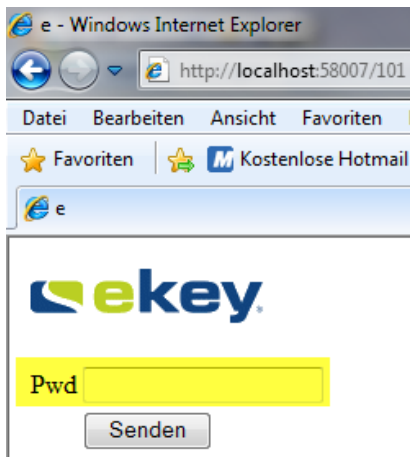 e - Windows Internet Explorer
http://localhost:58007/101
Datei Bearbeiten Ansicht Favoriten
Favoriten Kostenlose Hotmail
e
ekey
Pwd
Senden